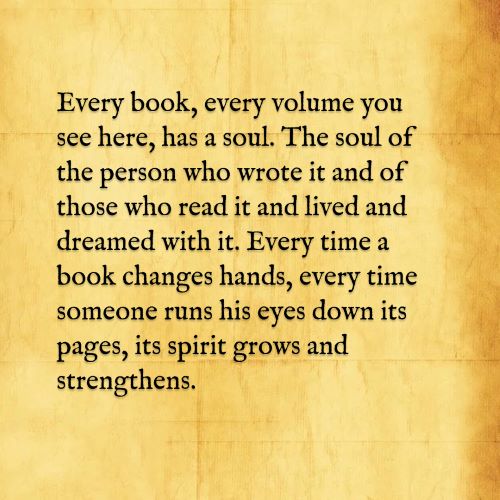 Every book, every volume you
see here, has a soul. The soul of
the person who wrote it and of
those who read it and lived and
dreamed with it. Every time a
book changes hands, every time
someone runs his eyes down its
pages, its spirit grows and
strengthens.